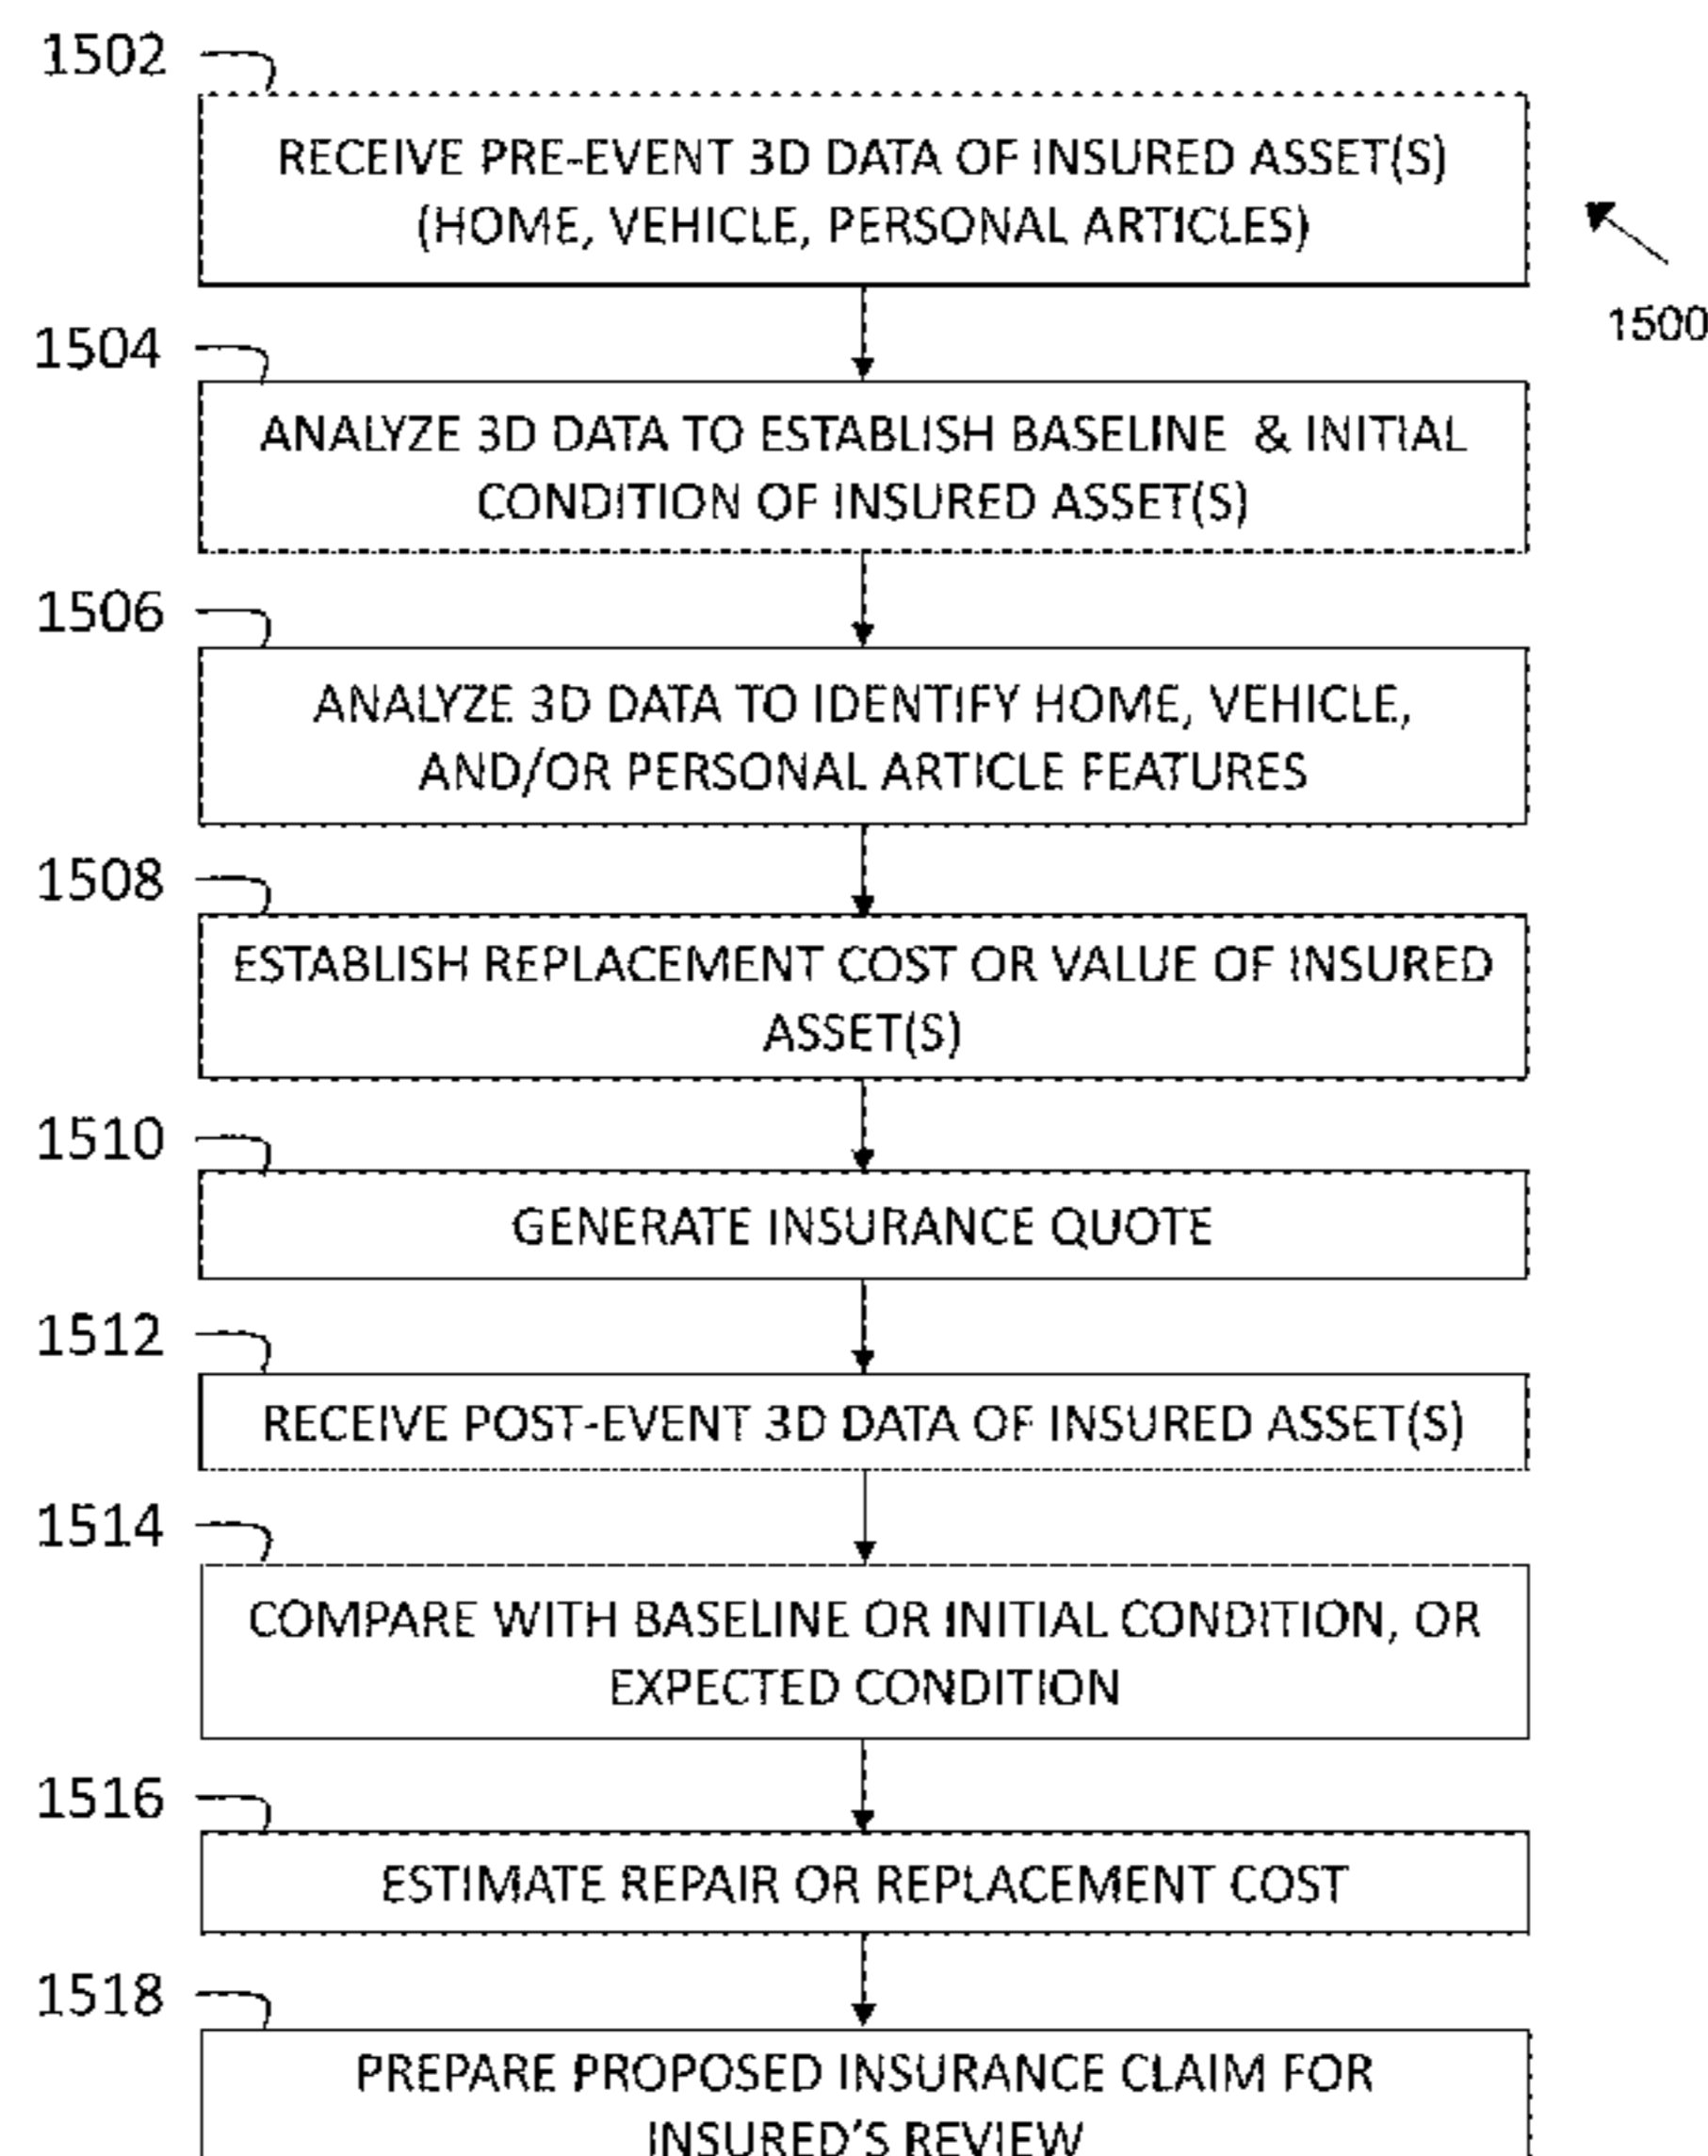 1502
RECEIVE PRE-EVENT 3D DATA OF INSURED ASSET(S)
(HOME, VEHICLE, PERSONAL ARTICLES)
1500
1504
ANALYZE 3D DATA TO ESTABLISH BASELINE & INITIAL
CONDITION OF INSURED ASSET(S)
1506
ANALYZE 3D DATA TO IDENTIFY HOME, VEHICLE,
AND/OR PERSONAL ARTICLE FEATURES
1508
ESTABLISH REPLACEMENT COST OR VALUE OF INSURED
ASSET(S)
1510
GENERATE INSURANCE QUOTE
1512
RECEIVE POST-EVENT 3D DATA OF INSURED ASSET(S)
1514
COMPARE WITH BASELINE OR INITIAL CONDITION, OR
EXPECTED CONDITION
1516
ESTIMATE REPAIR OR REPLACEMENT COST
1518
PREPARE PROPOSED INSURANCE CLAIM FOR
INSURED'S REVIEW